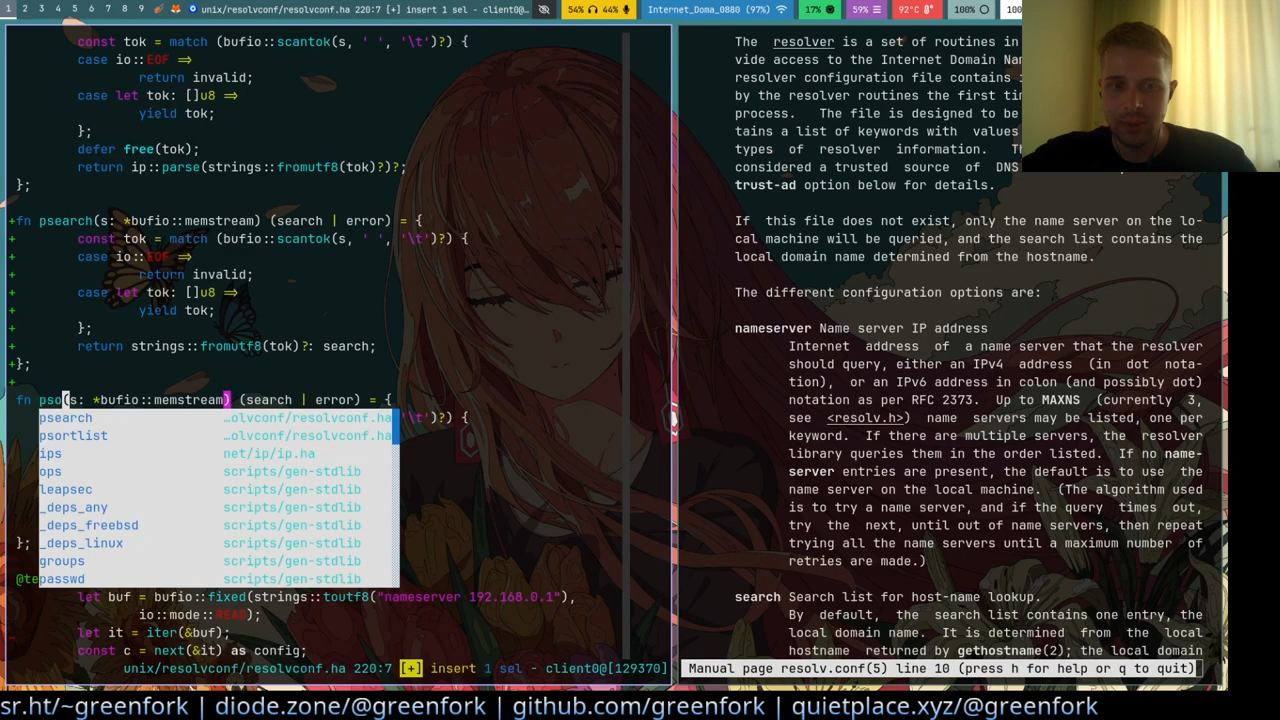 1 2 3 4 5 6 7 8 9 unix/resolvconf/resolvconf.ha 220:7 [+] insert 1 sel - client0@… 54% 44% Internet_Doma_0880 (97%) 17% 59% 92°C 100% 100
const tok = match (bufio::scantok(s, ' ', '\t')?) {
case io::EOF =>
return invalid;
case let tok: []u8 =>
yield tok;
};
defer free(tok);
return ip::parse(strings::fromutf8(tok)?)?;
};
+fn psearch(s: *bufio::memstream) (search | error) = {
+ const tok = match (bufio::scantok(s, ' ', '\t')?) {
+ case io::EOF =>
+ return invalid;
+ case let tok: []u8 =>
+ yield tok;
+ };
+ return strings::fromutf8(tok)?: search;
+};
+
fn pso(s: *bufio::memstream) (search | error) = {
psearch …olvconf/resolvconf.ha '\t')?) {
psortlist …olvconf/resolvconf.ha
ips net/ip/ip.ha
ops scripts/gen-stdlib
leapsec scripts/gen-stdlib
_deps_any scripts/gen-stdlib
_deps_freebsd scripts/gen-stdlib
}; _deps_linux scripts/gen-stdlib
groups scripts/gen-stdlib
@te passwd scripts/gen-stdlib
let buf = bufio::fixed(strings::toutf8("nameserver 192.168.0.1"),
io::mode::READ);
let it = iter(&buf);
const c = next(&it) as config;
unix/resolvconf/resolvconf.ha 220:7 [+] insert 1 sel - client0@[129370]
The resolver is a set of routines in
vide access to the Internet Domain Na
resolver configuration file contains i
by the resolver routines the first tim
process. The file is designed to be
tains a list of keywords with values
types of resolver information. Th
considered a trusted source of DNS
trust-ad option below for details.
If this file does not exist, only the name server on the lo-
cal machine will be queried, and the search list contains the
local domain name determined from the hostname.
The different configuration options are:
nameserver Name server IP address
Internet address of a name server that the resolver
should query, either an IPv4 address (in dot nota-
tion), or an IPv6 address in colon (and possibly dot)
notation as per RFC 2373. Up to MAXNS (currently 3,
see <resolv.h>) name servers may be listed, one per
keyword. If there are multiple servers, the resolver
library queries them in the order listed. If no name-
server entries are present, the default is to use the
name server on the local machine. (The algorithm used
is to try a name server, and if the query times out,
try the next, until out of name servers, then repeat
trying all the name servers until a maximum number of
retries are made.)
search Search list for host-name lookup.
By default, the search list contains one entry, the
local domain name. It is determined from the local
hostname returned by gethostname(2); the local domain
Manual page resolv.conf(5) line 10 (press h for help or q to quit)
sr.ht/~greenfork | diode.zone/@greenfork | github.com/greenfork | quietplace.xyz/@greenfork